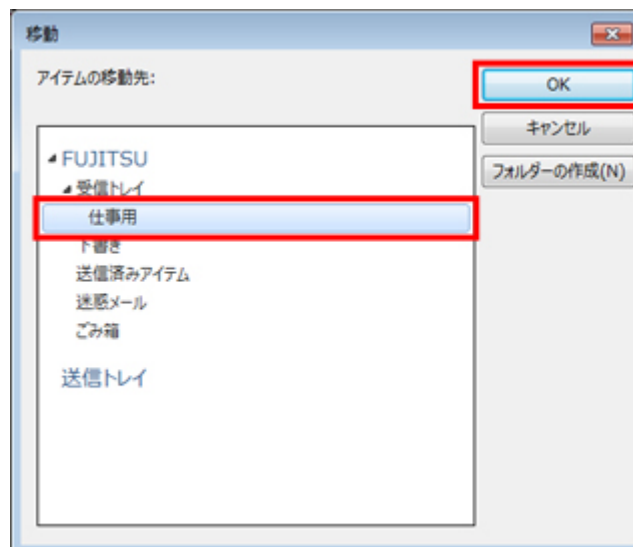 移動
アイテムの移動先:
OK
キャンセル
フォルダーの作成(N)
FUJITSU
受信トレイ
仕事用
下書き
送信済みアイテム
迷惑メール
ごみ箱
送信トレイ